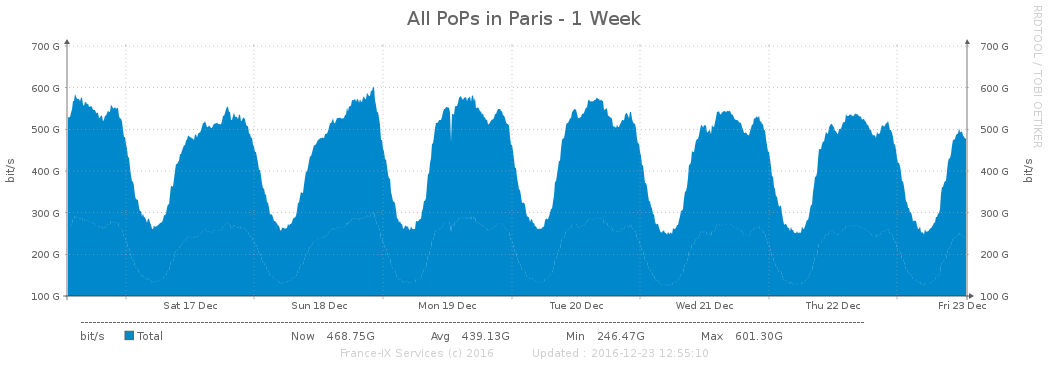 All PoPs in Paris - 1 Week
RRDTOOL / TOBI OETIKER
700 G 700 G
600 G 600 G
500 G 500 G
400 G 400 G
300 G 300 G
200 G 200 G
100 G 100 G
bit/s bit/s
Sat 17 Dec Sun 18 Dec Mon 19 Dec Tue 20 Dec Wed 21 Dec Thu 22 Dec Fri 23 Dec
bit/s Total Now 468.75G Avg 439.13G Min 246.47G Max 601.30G
France-IX Services (c) 2016 Updated : 2016-12-23 12:55:10